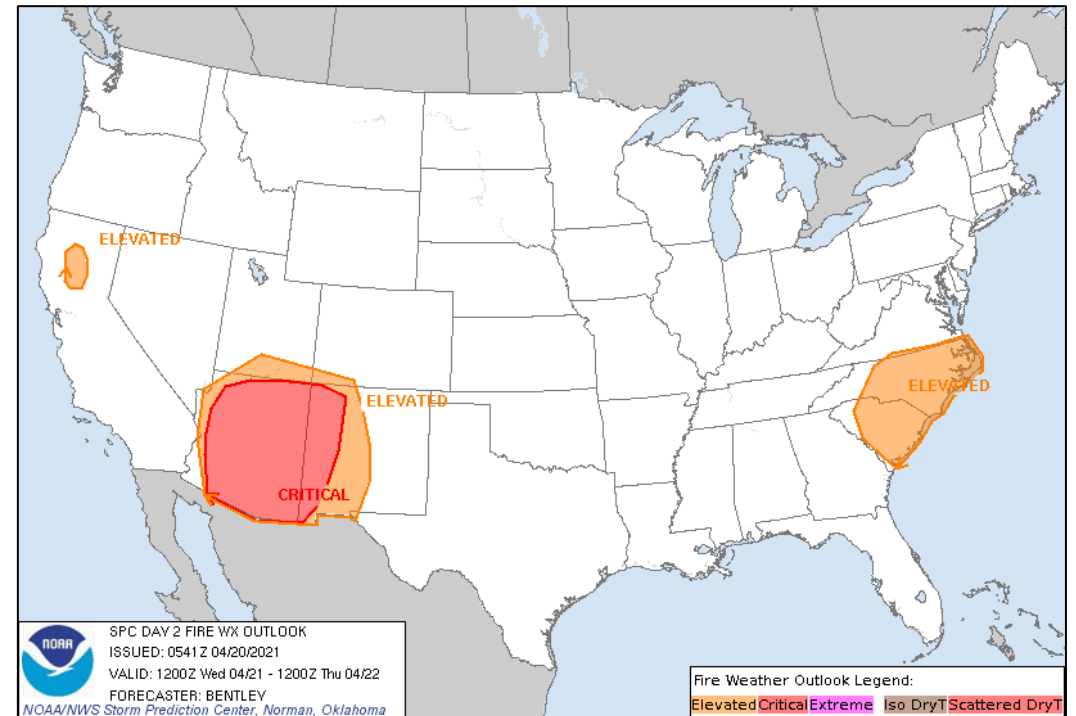 ELEVATED
ELEVATED
ELEVATED
CRITICAL
NOAA
SPC DAY 2 FIRE WX OUTLOOK
ISSUED: 0541Z 04/20/2021
VALID: 1200Z Wed 04/21 - 1200Z Thu 04/22
FORECASTER: BENTLEY
NOAA/NWS Storm Prediction Center, Norman, Oklahoma
Fire Weather Outlook Legend:
Elevated Critical Extreme Iso DryT Scattered DryT